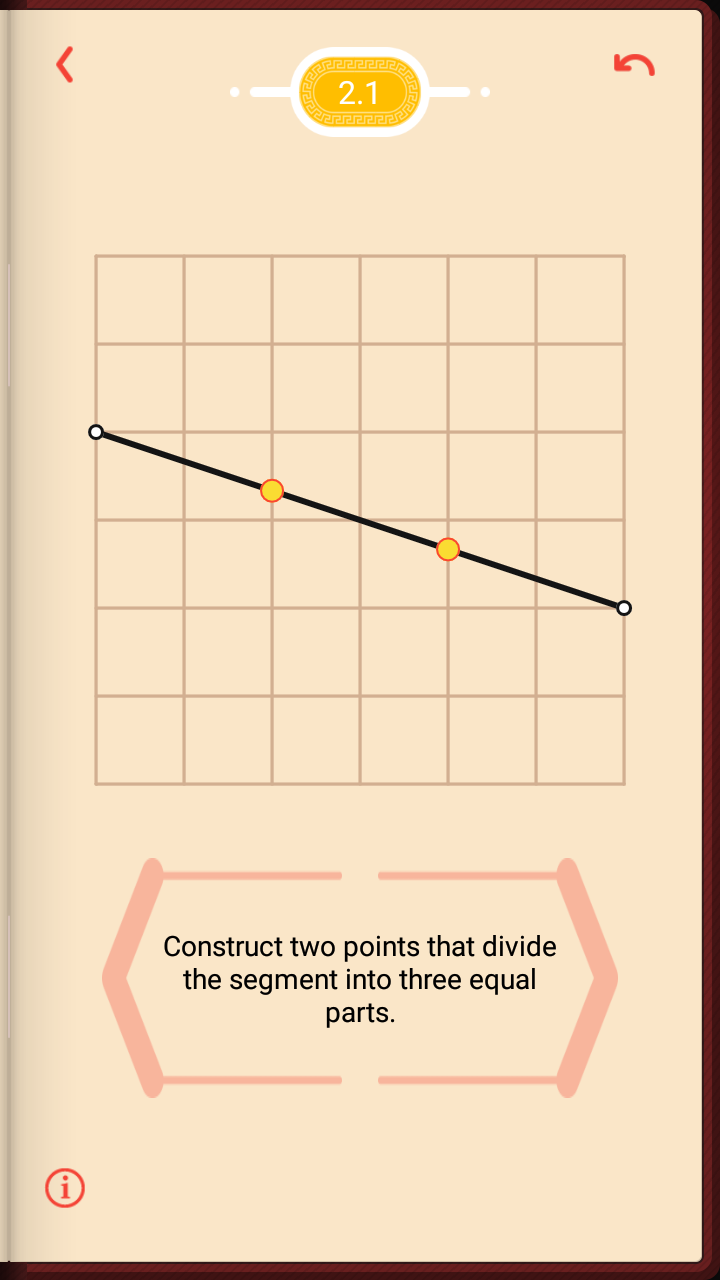 2.1
Construct two points that divide
the segment into three equal
parts.
i